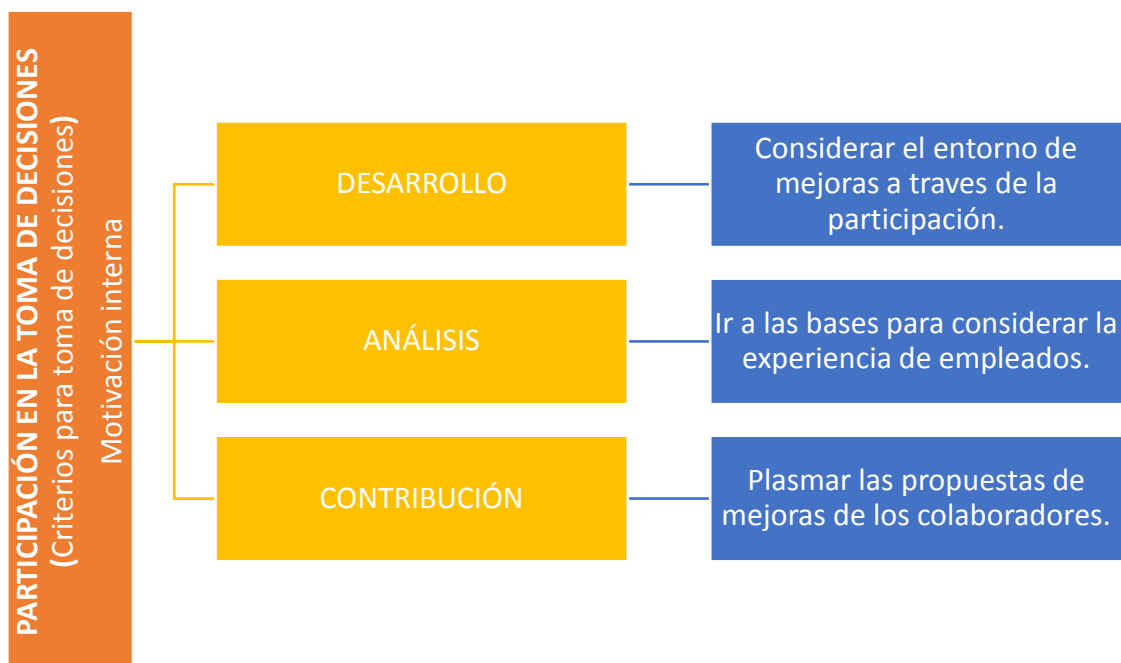 PARTICIPACIÓN EN LA TOMA DE DECISIONES
(Criterios para toma de decisiones)
Motivación interna
DESARROLLO
Considerar el entorno de
mejoras a traves de la
participación.
ANÁLISIS
Ir a las bases para considerar la
experiencia de empleados.
CONTRIBUCIÓN
Plasmar las propuestas de
mejoras de los colaboradores.